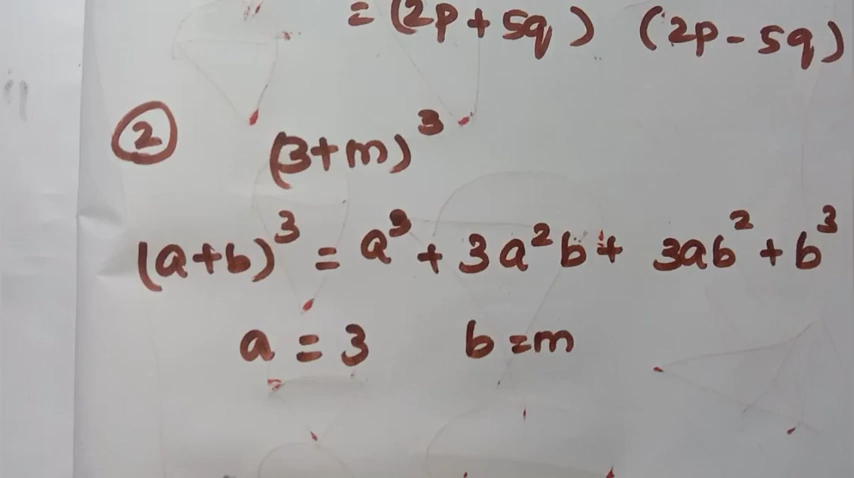 = (2p + 5q) (2p - 5q)
② (3+m)³
(a+b)³ = a³ + 3a²b + 3ab² + b³
a = 3 b = m